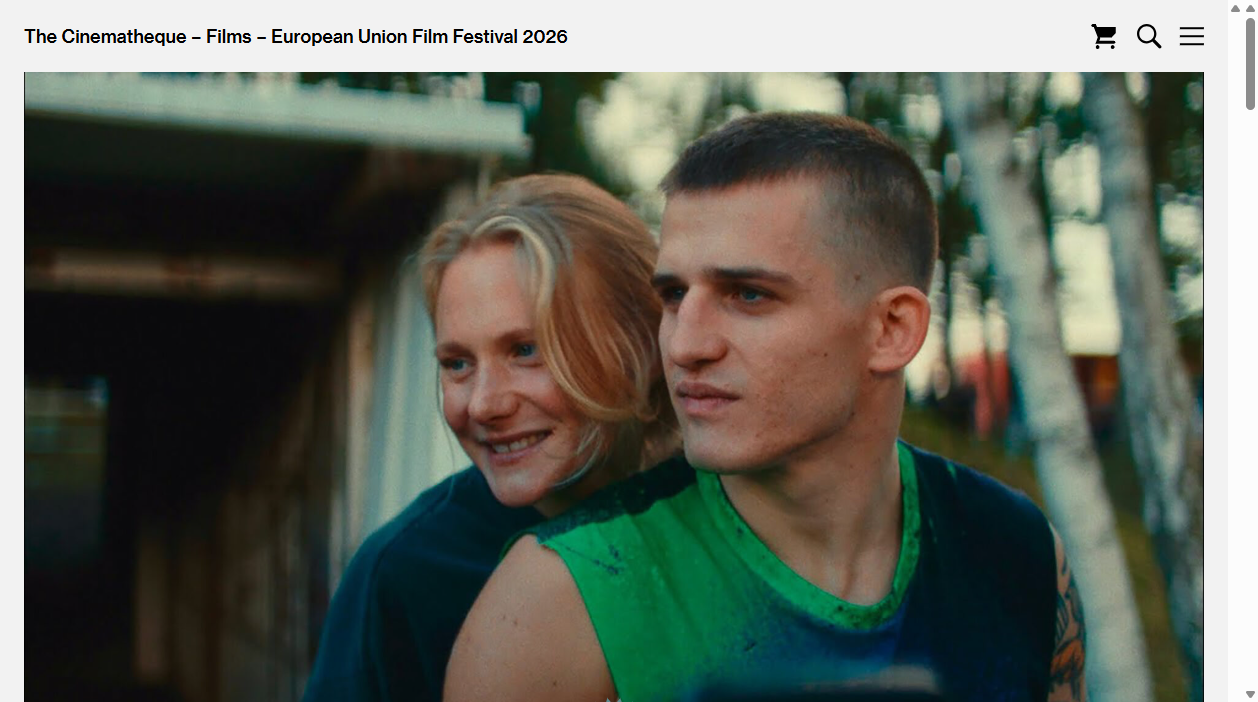 The Cinematheque – Films – European Union Film Festival 2026